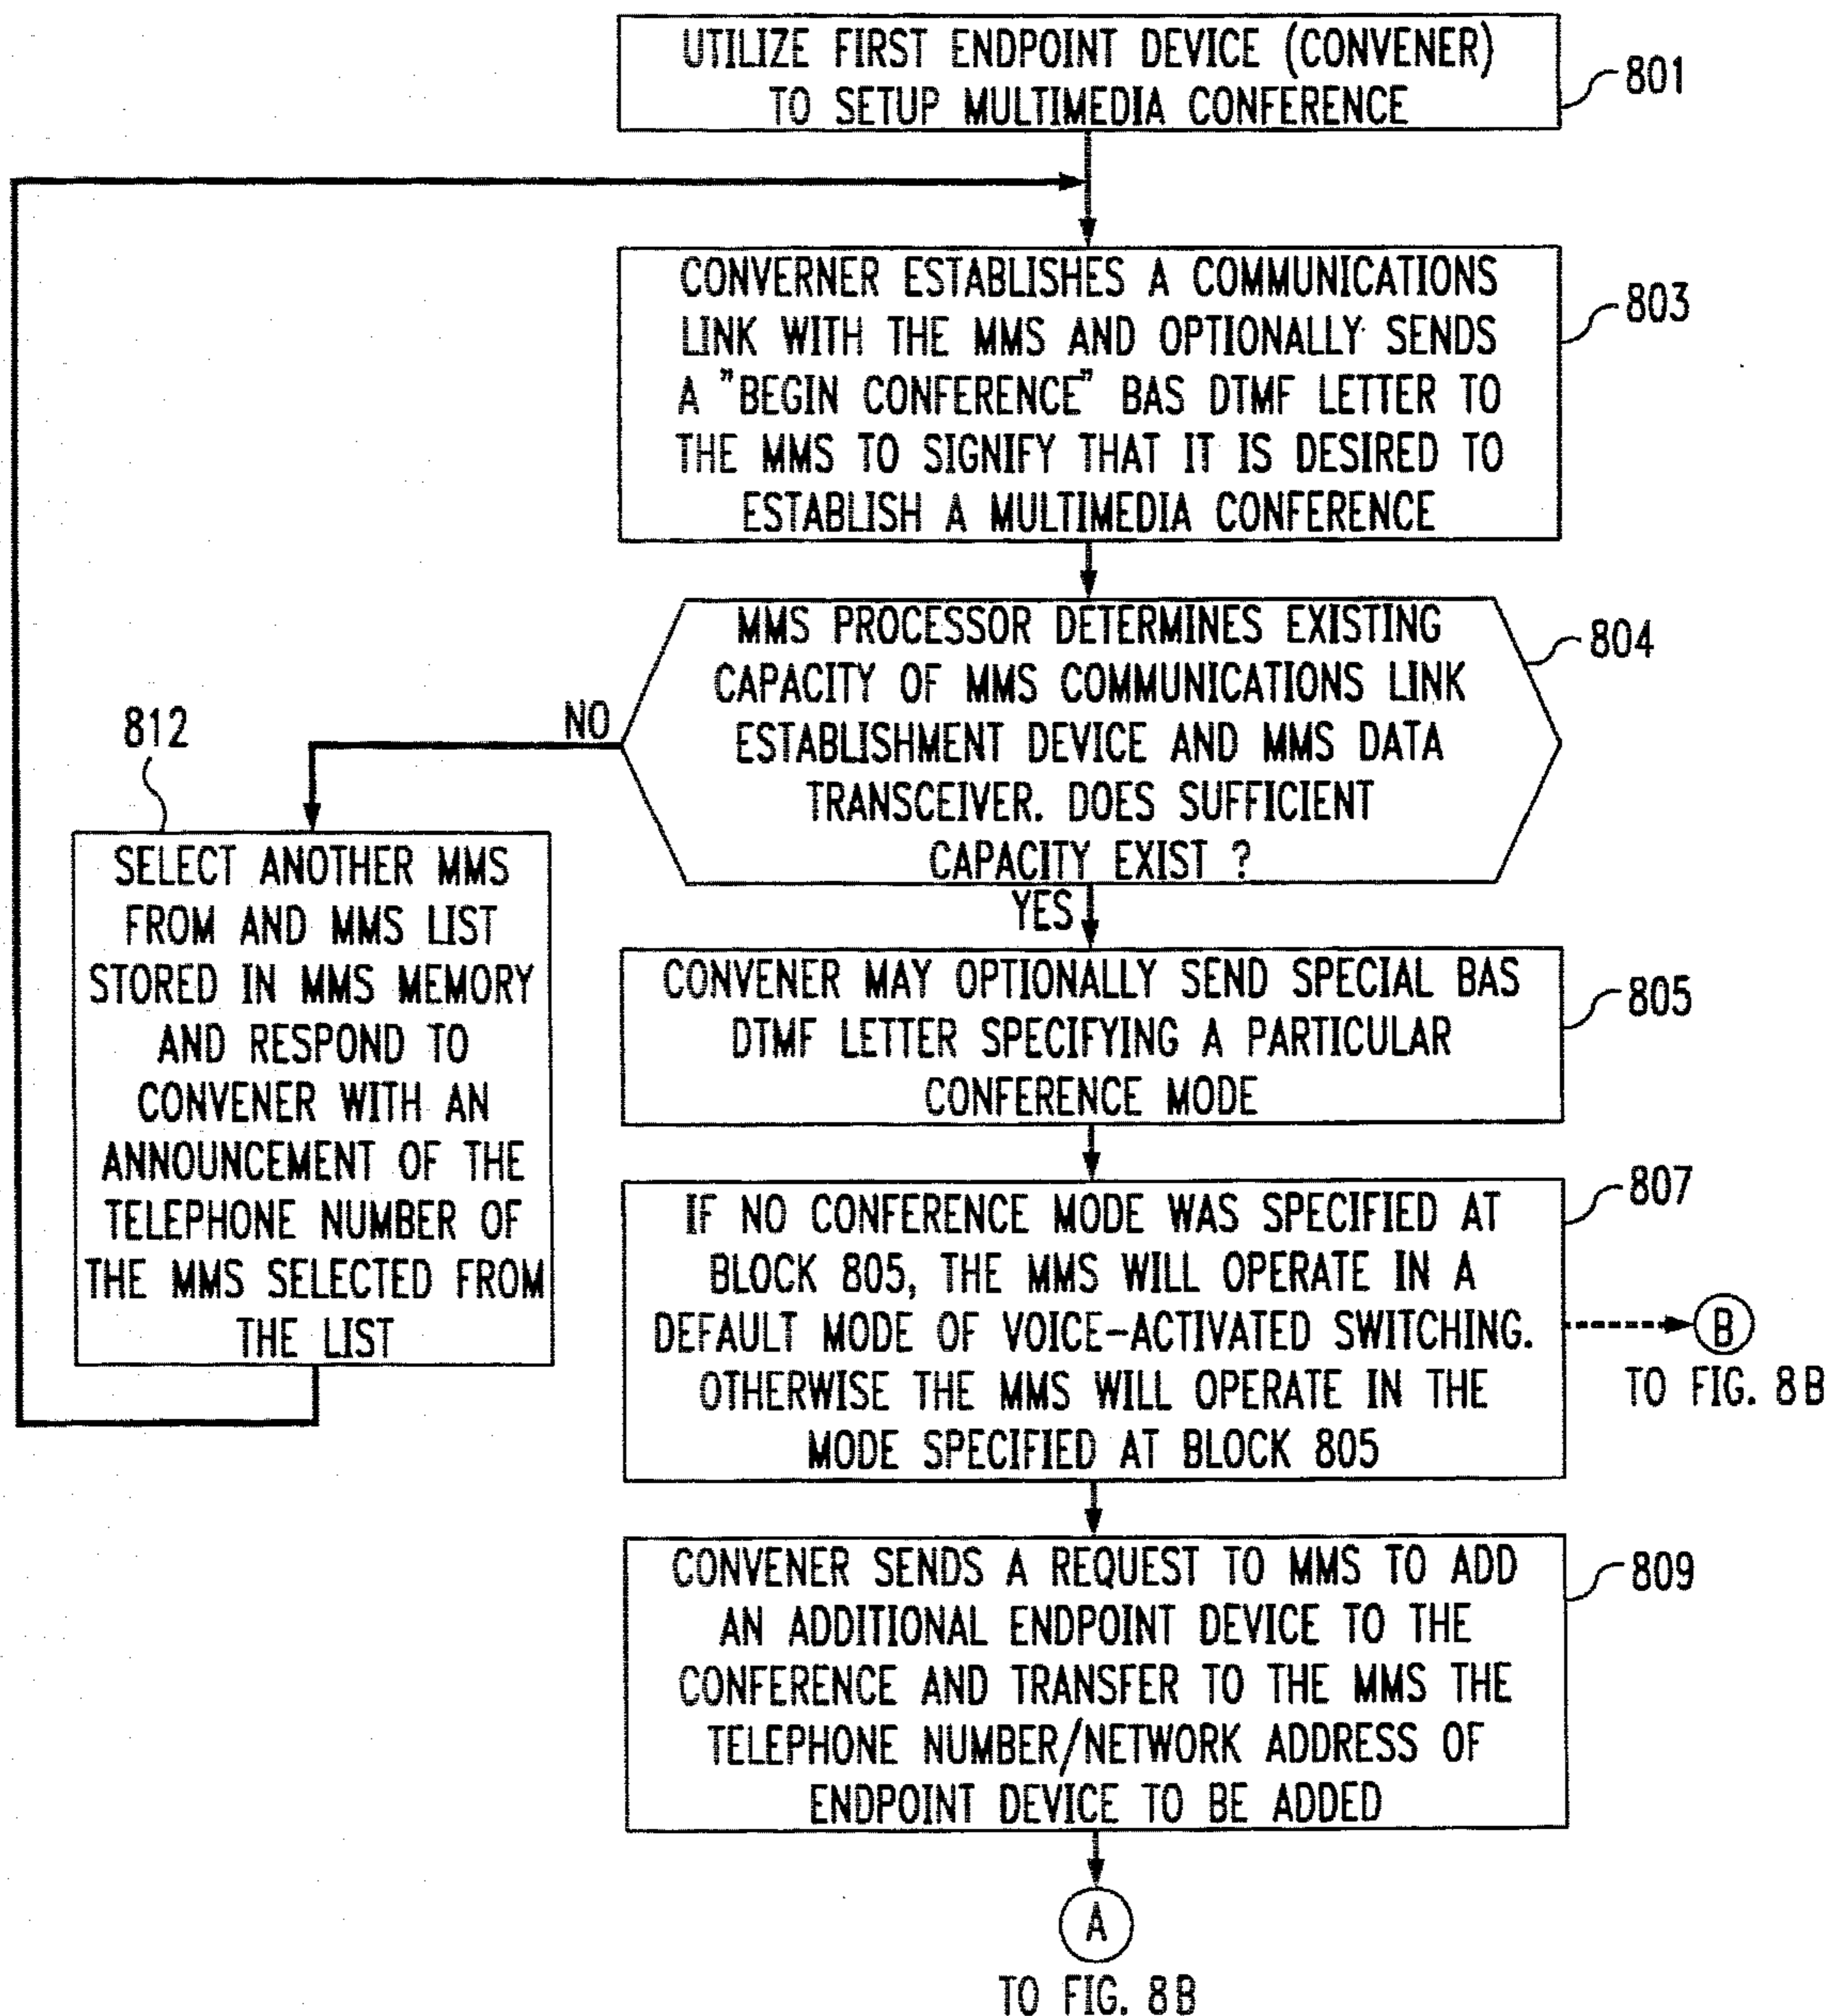 UTILIZE FIRST ENDPOINT DEVICE (CONVENER)
TO SETUP MULTIMEDIA CONFERENCE
801
CONVERNER ESTABLISHES A COMMUNICATIONS
LINK WITH THE MMS AND OPTIONALLY SENDS
A "BEGIN CONFERENCE" BAS DTMF LETTER TO
THE MMS TO SIGNIFY THAT IT IS DESIRED TO
ESTABLISH A MULTIMEDIA CONFERENCE
803
MMS PROCESSOR DETERMINES EXISTING
CAPACITY OF MMS COMMUNICATIONS LINK
ESTABLISHMENT DEVICE AND MMS DATA
TRANSCEIVER. DOES SUFFICIENT
CAPACITY EXIST ?
804
NO
812
SELECT ANOTHER MMS
FROM AND MMS LIST
STORED IN MMS MEMORY
AND RESPOND TO
CONVENER WITH AN
ANNOUNCEMENT OF THE
TELEPHONE NUMBER OF
THE MMS SELECTED FROM
THE LIST
YES
CONVENER MAY OPTIONALLY SEND SPECIAL BAS
DTMF LETTER SPECIFYING A PARTICULAR
CONFERENCE MODE
805
IF NO CONFERENCE MODE WAS SPECIFIED AT
BLOCK 805, THE MMS WILL OPERATE IN A
DEFAULT MODE OF VOICE-ACTIVATED SWITCHING.
OTHERWISE THE MMS WILL OPERATE IN THE
MODE SPECIFIED AT BLOCK 805
807
B
TO FIG. 8B
CONVENER SENDS A REQUEST TO MMS TO ADD
AN ADDITIONAL ENDPOINT DEVICE TO THE
CONFERENCE AND TRANSFER TO THE MMS THE
TELEPHONE NUMBER/NETWORK ADDRESS OF
ENDPOINT DEVICE TO BE ADDED
809
A
TO FIG. 8B